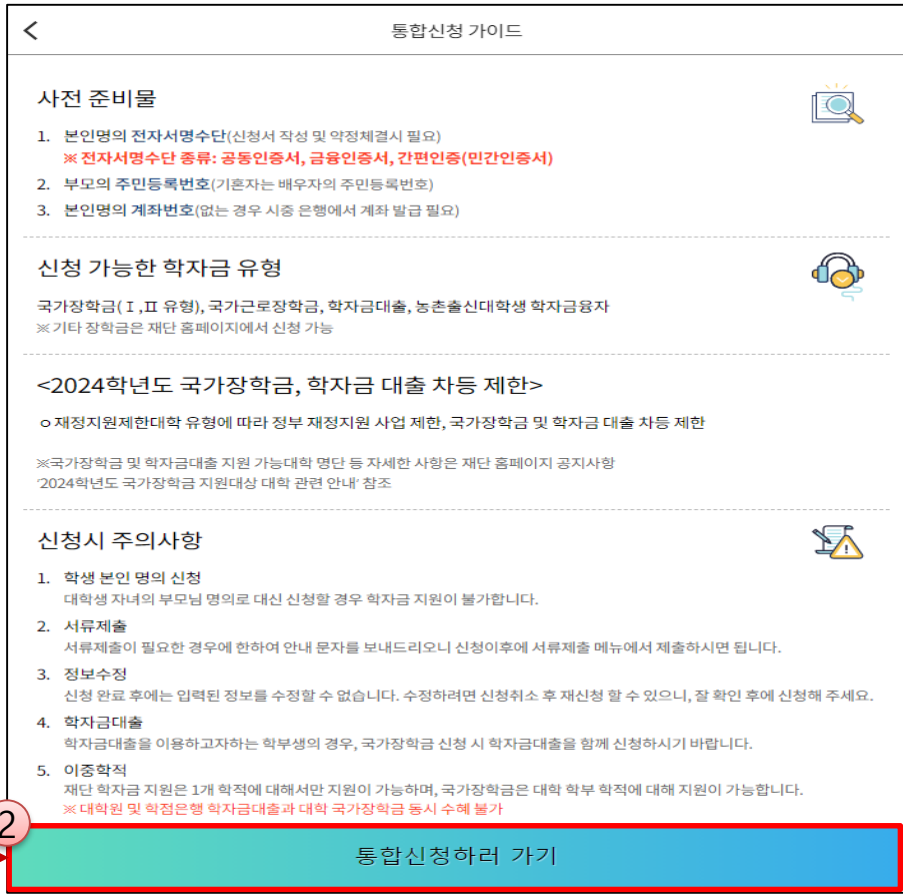 통합신청 가이드
사전 준비물
1. 본인명의 전자서명수단(신청서 작성 및 약정체결시 필요)
※ 전자서명수단 종류: 공동인증서, 금융인증서, 간편인증(민간인증서)
2. 부모의 주민등록번호(기혼자는 배우자의 주민등록번호)
3. 본인명의 계좌번호(없는 경우 시중 은행에서 계좌 발급 필요)
신청 가능한 학자금 유형
국가장학금(Ⅰ,Ⅱ 유형), 국가근로장학금, 학자금대출, 농촌출신대학생 학자금융자
※ 기타 장학금은 재단 홈페이지에서 신청 가능
<2024학년도 국가장학금, 학자금 대출 차등 제한>
ㅇ재정지원제한대학 유형에 따라 정부 재정지원 사업 제한, 국가장학금 및 학자금 대출 차등 제한
※국가장학금 및 학자금대출 지원 가능대학 명단 등 자세한 사항은 재단 홈페이지 공지사항
'2024학년도 국가장학금 지원대상 대학 관련 안내' 참조
신청시 주의사항
1. 학생 본인 명의 신청
대학생 자녀의 부모님 명의로 대신 신청할 경우 학자금 지원이 불가합니다.
2. 서류제출
서류제출이 필요한 경우에 한하여 안내 문자를 보내드리오니 신청이후에 서류제출 메뉴에서 제출하시면 됩니다.
3. 정보수정
신청 완료 후에는 입력된 정보를 수정할 수 없습니다. 수정하려면 신청취소 후 재신청 할 수 있으니, 잘 확인 후에 신청해 주세요.
4. 학자금대출
학자금대출을 이용하고자하는 학부생의 경우, 국가장학금 신청 시 학자금대출을 함께 신청하시기 바랍니다.
5. 이중학적
재단 학자금 지원은 1개 학적에 대해서만 지원이 가능하며, 국가장학금은 대학 학부 학적에 대해 지원이 가능합니다.
※ 대학원 및 학점은행 학자금대출과 대학 국가장학금 동시 수혜 불가
2
통합신청하러 가기